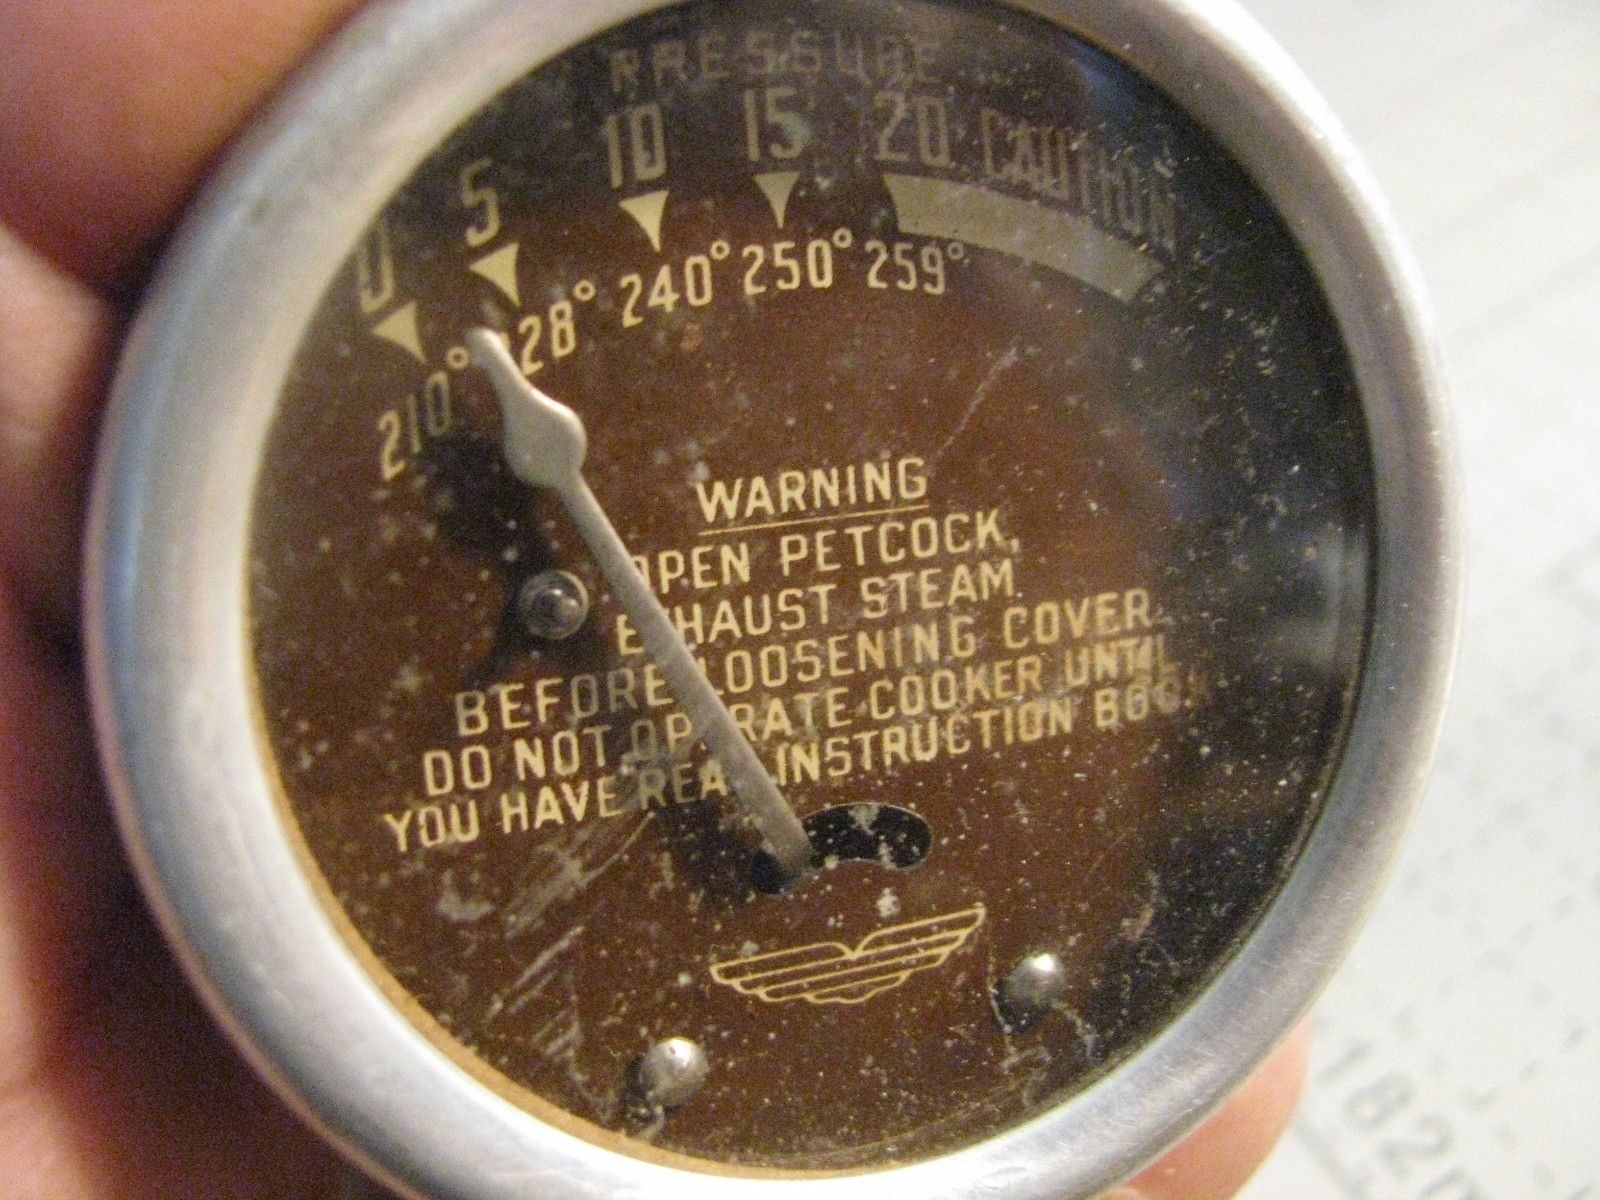 PRESSURE
0 5 10 15 20 CAUTION
210° 228° 240° 250° 259°
WARNING
OPEN PETCOCK,
EXHAUST STEAM
BEFORE LOOSENING COVER
DO NOT OPERATE COOKER UNTIL
YOU HAVE READ INSTRUCTION BOOK